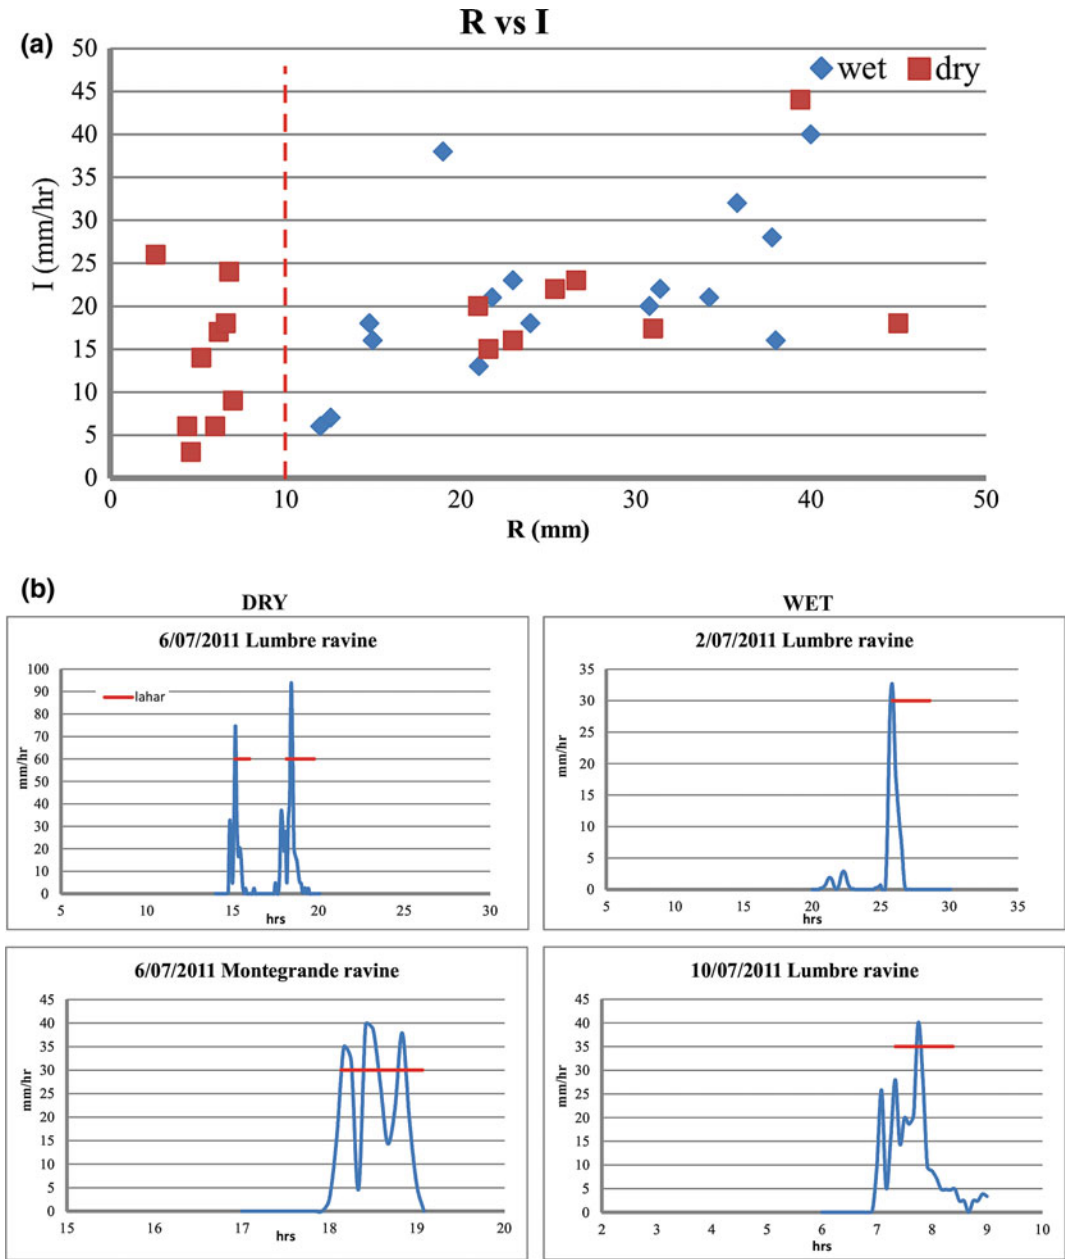 R vs I
(a)
wet dry
50
45
40
35
30
25
20
15
10
5
0
I (mm/hr)
0 10 20 30 40 50
R (mm)
(b)
DRY
WET
6/07/2011 Lumbre ravine
lahar
100
90
80
70
60
50
40
30
20
10
0
mm/hr
5 10 15 20 25 30
hrs
2/07/2011 Lumbre ravine
35
30
25
20
15
10
5
0
mm/hr
5 10 15 20 25 30 35
hrs
6/07/2011 Montegrande ravine
45
40
35
30
25
20
15
10
5
0
mm/hr
15 16 17 18 19 20
hrs
10/07/2011 Lumbre ravine
45
40
35
30
25
20
15
10
5
0
mm/hr
2 3 4 5 6 7 8 9 10
hrs